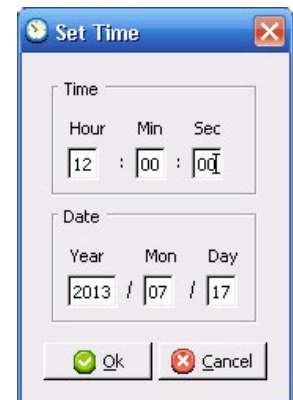 Set Time
Time
Hour Min Sec
12 : 00 : 00
Date
Year Mon Day
2013 / 07 / 17
Ok Cancel